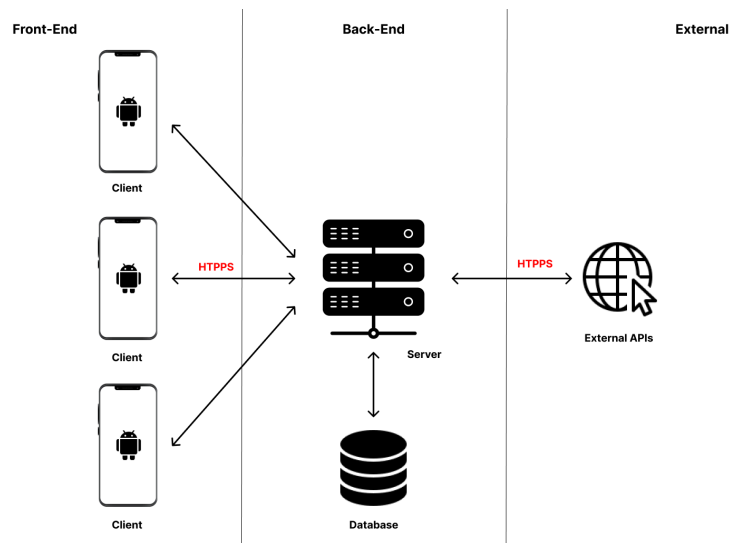 Front-End
Back-End
External
Client
HTPPS
HTPPS
Client
Server
External APIs
Client
Database